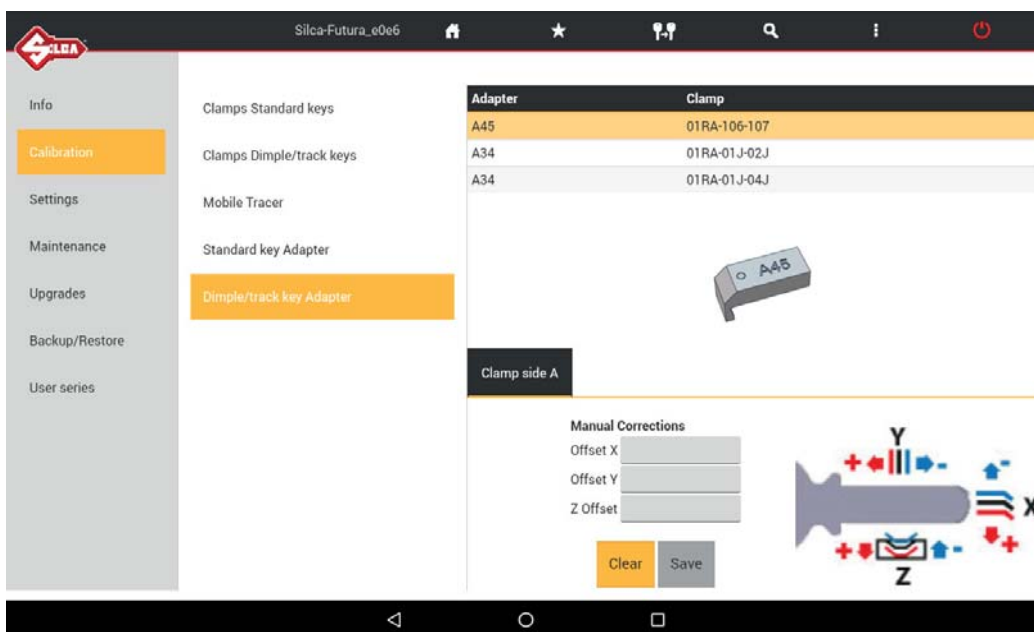 SILCA
Silca-Futura_e0e6
Info
Calibration
Settings
Maintenance
Upgrades
Backup/Restore
User series
Clamps Standard keys
Clamps Dimple/track keys
Mobile Tracer
Standard key Adapter
Dimple/track key Adapter
Adapter Clamp
A45 01RA-106-107
A34 01RA-01J-02J
A34 01RA-01J-04J
A45
Clamp side A
Manual Corrections
Offset X
Offset Y
Z Offset
Clear Save
Y
+ -
-
X
+
+ -
Z